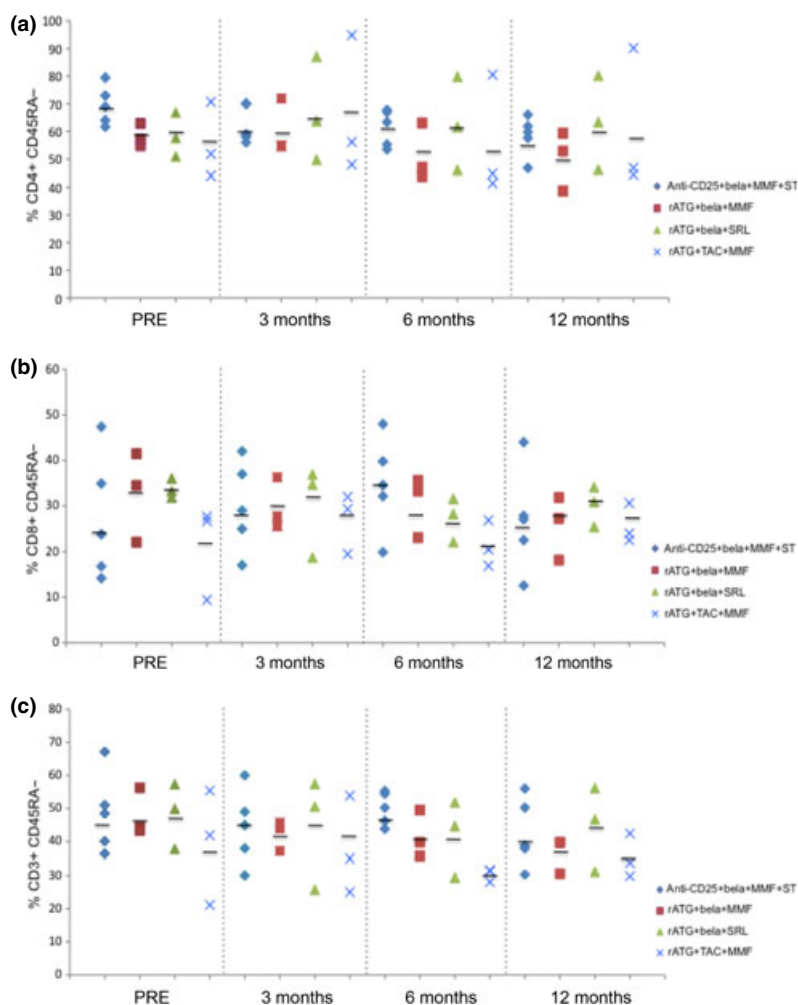 (a)
% CD4+ CD45RA−
100
90
80
70
60
50
40
30
20
10
0
PRE
3 months
6 months
12 months
Anti-CD25+bela+MMF+ST
rATG+bela+MMF
rATG+bela+SRL
rATG+TAC+MMF
(b)
% CD8+ CD45RA−
60
50
40
30
20
10
0
PRE
3 months
6 months
12 months
Anti-CD25+bela+MMF+ST
rATG+bela+MMF
rATG+bela+SRL
rATG+TAC+MMF
(c)
% CD3+ CD45RA−
80
70
60
50
40
30
20
10
0
PRE
3 months
6 months
12 months
Anti-CD25+bela+MMF+ST
rATG+bela+MMF
rATG+bela+SRL
rATG+TAC+MMF